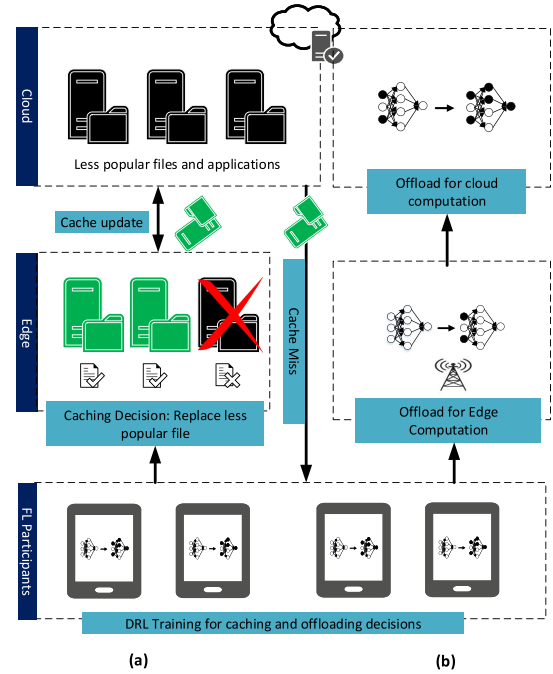 Cloud
Less popular files and applications
Offload for cloud
computation
Cache update
Edge
Cache Miss
Caching Decision: Replace less
popular file
Offload for Edge
Computation
FL Participants
DRL Training for caching and offloading decisions
(a)
(b)